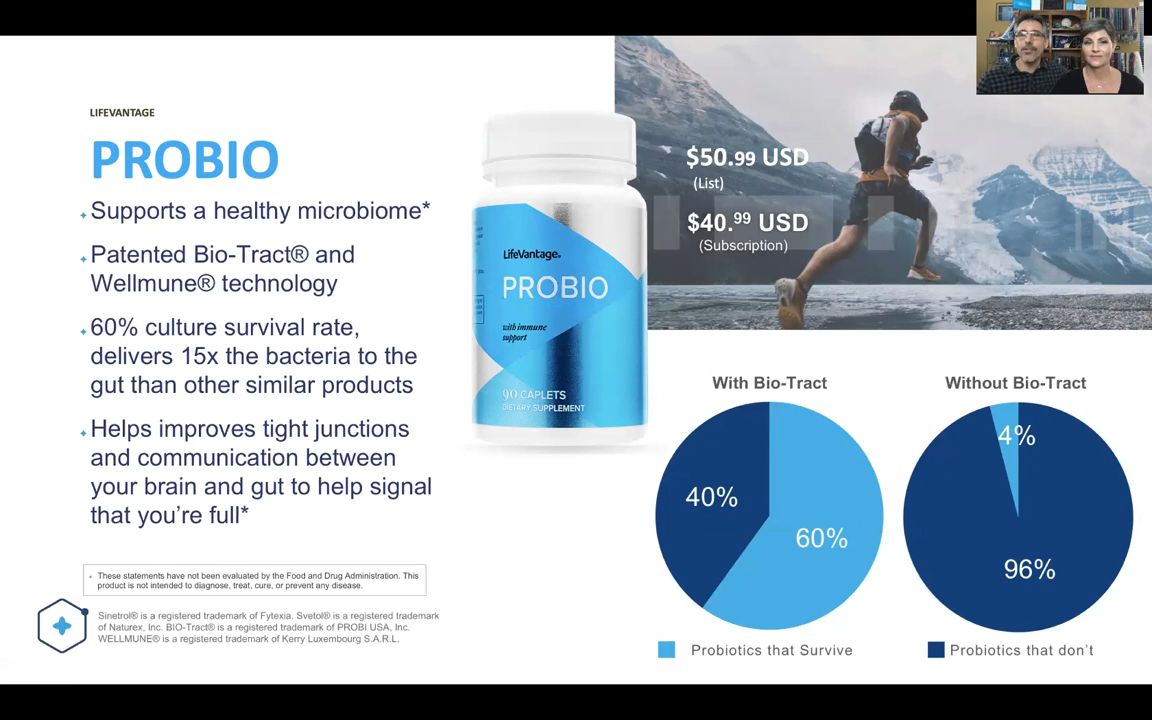 LIFEVANTAGE
PROBIO
Supports a healthy microbiome*
Patented Bio-Tract® and
Wellmune® technology
60% culture survival rate,
delivers 15x the bacteria to the
gut than other similar products
Helps improves tight junctions
and communication between
your brain and gut to help signal
that you're full*
These statements have not been evaluated by the Food and Drug Administration. This
product is not intended to diagnose, treat, cure, or prevent any disease.
Sinetrol® is a registered trademark of Fytexia. Svetol® is a registered trademark
of Naturex, Inc. BIO-Tract® is a registered trademark of PROBI USA, Inc.
WELLMUNE® is a registered trademark of Kerry Luxembourg S.A.R.L.
LifeVantage.
PROBIO
with immune
support
90 CAPLETS
DIETARY SUPPLEMENT
$50.99 USD
(List)
$40.99 USD
(Subscription)
With Bio-Tract
40%
60%
Without Bio-Tract
4%
96%
Probiotics that Survive
Probiotics that don't